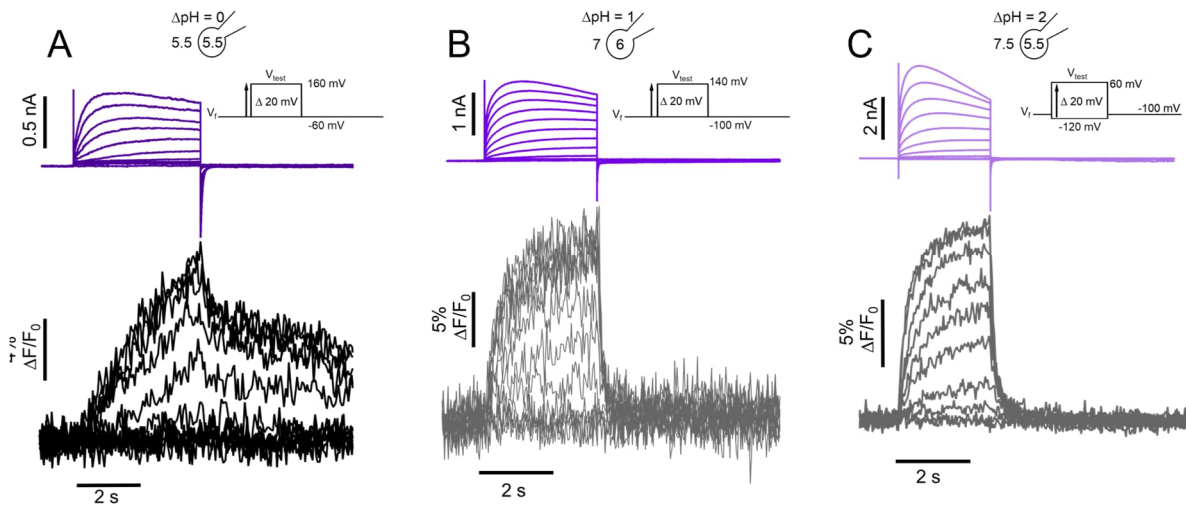 A
ΔpH = 0
5.5 5.5
V_test
160 mV
Δ 20 mV
V_f
-60 mV
0.5 nA
ΔF/F₀
2 s
B
ΔpH = 1
7 6
V_test
140 mV
Δ 20 mV
V_f
-100 mV
1 nA
5%
ΔF/F₀
2 s
C
ΔpH = 2
7.5 5.5
V_test
60 mV
Δ 20 mV
V_f
-100 mV
-120 mV
2 nA
5%
ΔF/F₀
2 s